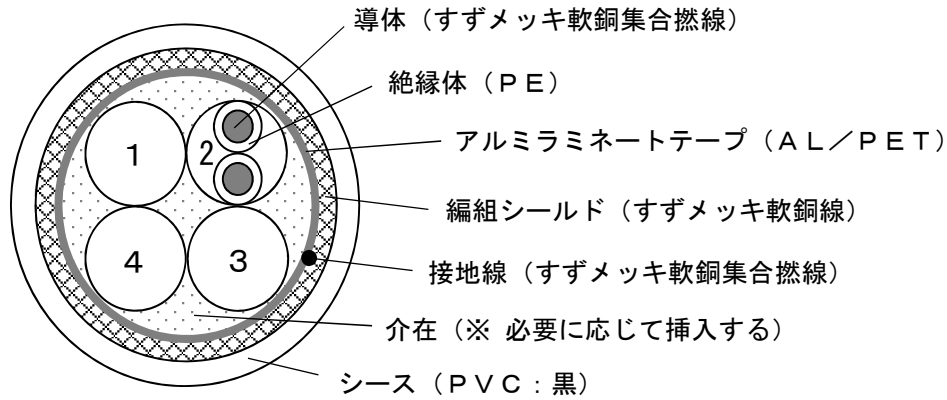 導体（すずメッキ軟銅集合撚線）
絶縁体（ＰＥ）
アルミラミネートテープ（ＡＬ／ＰＥＴ）
編組シールド（すずメッキ軟銅線）
接地線（すずメッキ軟銅集合撚線）
介在（※ 必要に応じて挿入する）
シース（ＰＶＣ：黒）
1
2
4
3